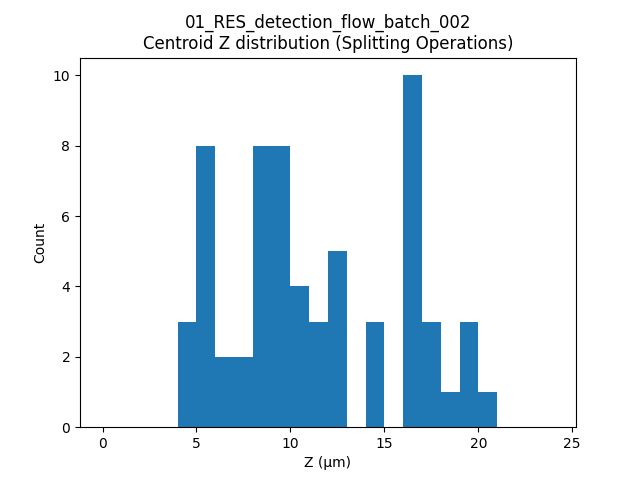 01_RES_detection_flow_batch_002
Centroid Z distribution (Splitting Operations)
10
8
6
4
2
0
Count
0 5 10 15 20 25
Z (µm)